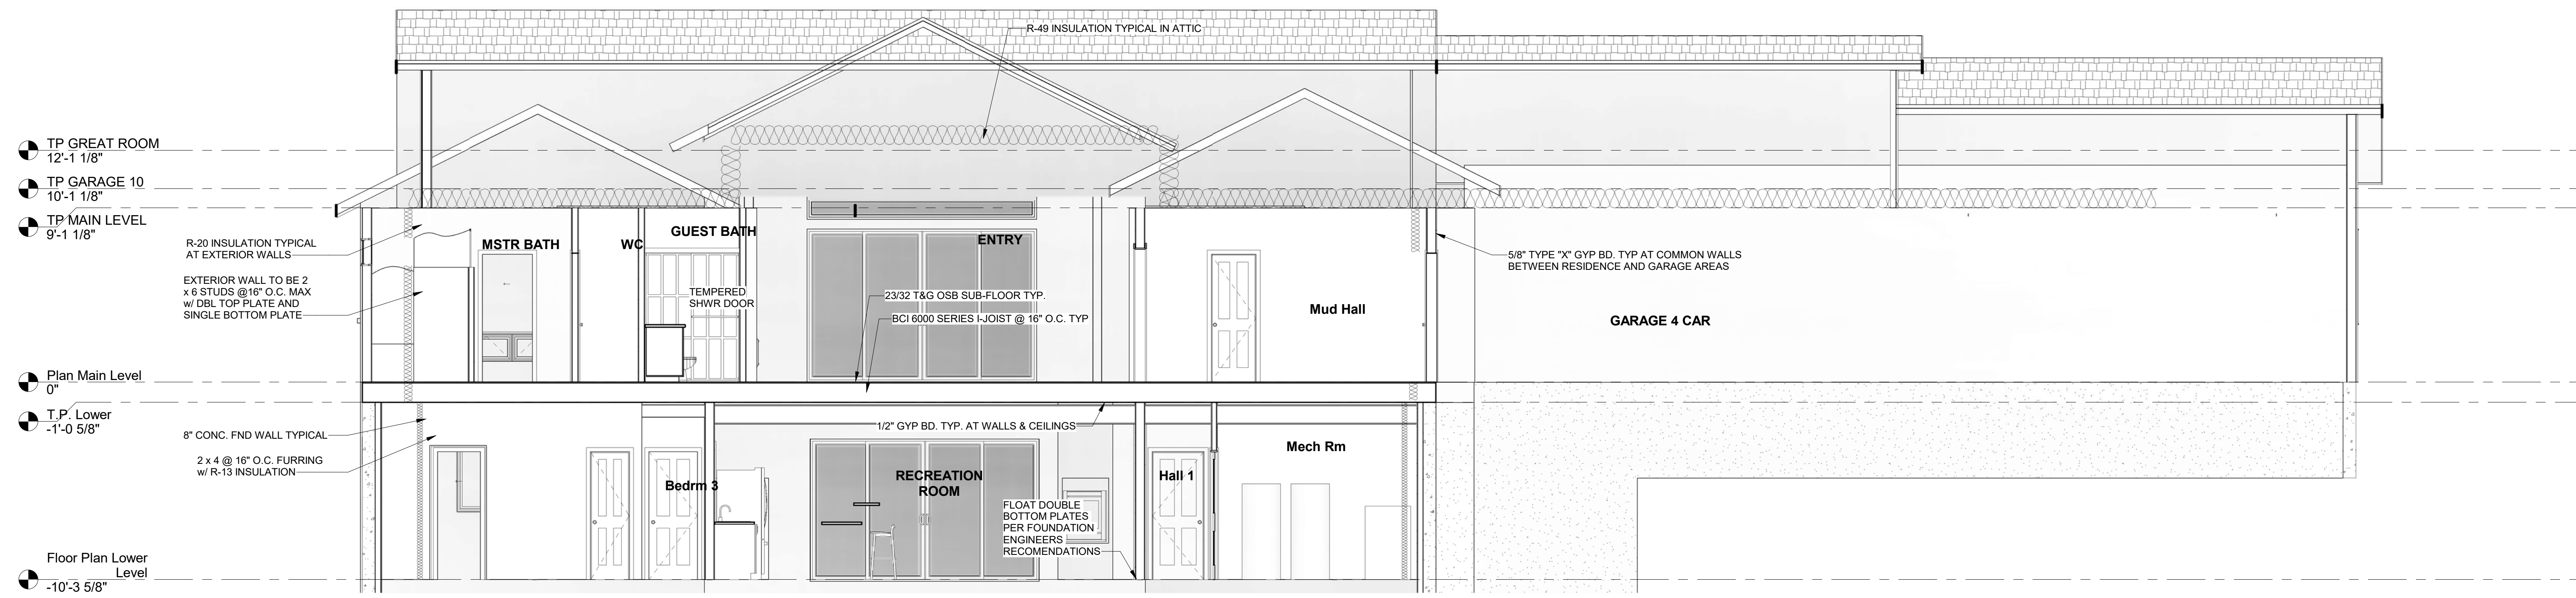 R-49 INSULATION TYPICAL IN ATTIC
TP GREAT ROOM
12'-1 1/8"
TP GARAGE 10
10'-1 1/8"
TP MAIN LEVEL
9'-1 1/8"
R-20 INSULATION TYPICAL
AT EXTERIOR WALLS
EXTERIOR WALL TO BE 2
x 6 STUDS @16" O.C. MAX
w/ DBL TOP PLATE AND
SINGLE BOTTOM PLATE
MSTR BATH
WC
GUEST BATH
TEMPERED
SHWR DOOR
ENTRY
23/32 T&G OSB SUB-FLOOR TYP.
BCI 6000 SERIES I-JOIST @ 16" O.C. TYP
Mud Hall
5/8" TYPE "X" GYP BD. TYP AT COMMON WALLS
BETWEEN RESIDENCE AND GARAGE AREAS
GARAGE 4 CAR
Plan Main Level
0"
T.P. Lower
-1'-0 5/8"
8" CONC. FND WALL TYPICAL
2 x 4 @ 16" O.C. FURRING
w/ R-13 INSULATION
1/2" GYP BD. TYP. AT WALLS & CEILINGS
Bedrm 3
RECREATION
ROOM
Hall 1
Mech Rm
FLOAT DOUBLE
BOTTOM PLATES
PER FOUNDATION
ENGINEERS
RECOMENDATIONS
Floor Plan Lower
Level
-10'-3 5/8"